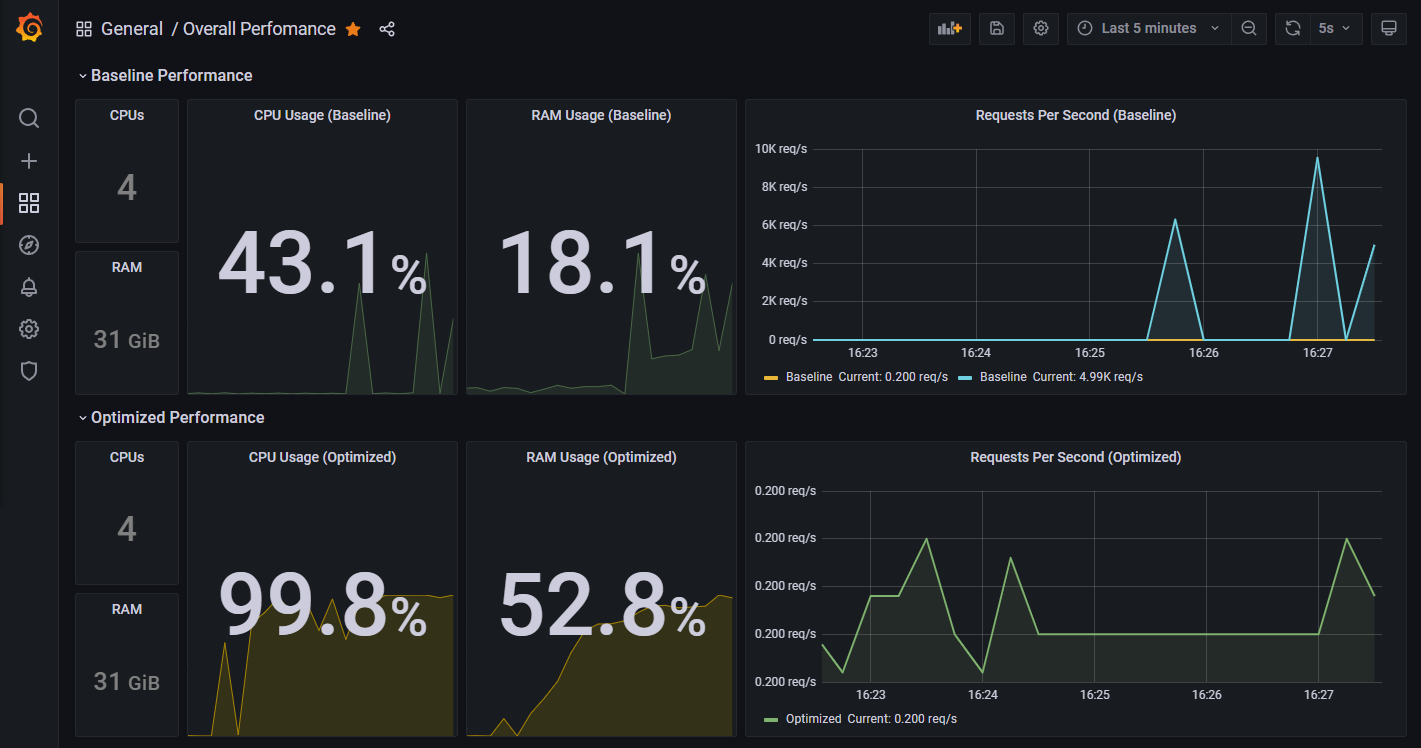 General / Overall Perfomance
Last 5 minutes
5s
Baseline Performance
CPUs
4
RAM
31 GiB
CPU Usage (Baseline)
43.1%
RAM Usage (Baseline)
18.1%
Requests Per Second (Baseline)
10K req/s
8K req/s
6K req/s
4K req/s
2K req/s
0 req/s
16:23 16:24 16:25 16:26 16:27
Baseline Current: 0.200 req/s Baseline Current: 4.99K req/s
Optimized Performance
CPUs
4
RAM
31 GiB
CPU Usage (Optimized)
99.8%
RAM Usage (Optimized)
52.8%
Requests Per Second (Optimized)
0.200 req/s
0.200 req/s
0.200 req/s
0.200 req/s
0.200 req/s
16:23 16:24 16:25 16:26 16:27
Optimized Current: 0.200 req/s